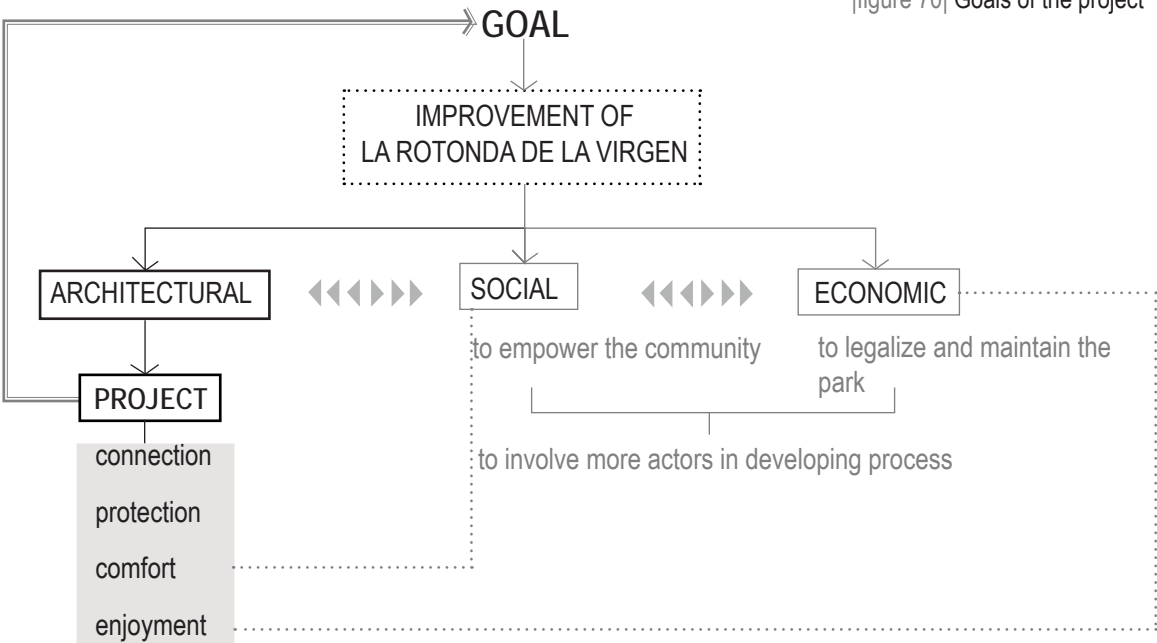 |figure 70| Goals of the project
GOAL
IMPROVEMENT OF
LA ROTONDA DE LA VIRGEN
ARCHITECTURAL
SOCIAL
ECONOMIC
to empower the community
to legalize and maintain the
park
PROJECT
connection
to involve more actors in developing process
protection
comfort
enjoyment